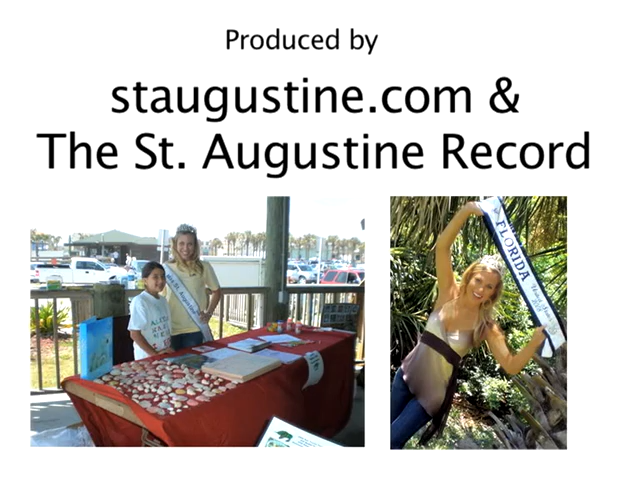 Produced by
staugustine.com &
The St. Augustine Record
FLORIDA